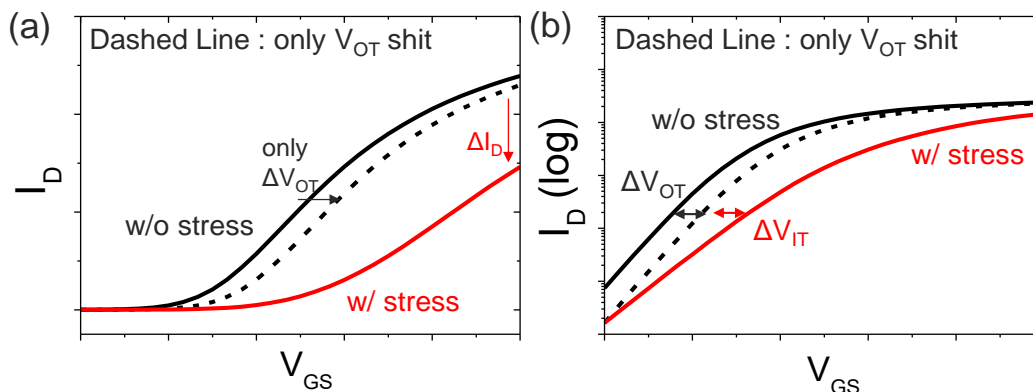 (a)
Dashed Line : only V_OT shit
only
ΔV_OT
ΔI_D
w/o stress
w/ stress
I_D
V_GS
(b)
Dashed Line : only V_OT shit
w/o stress
w/ stress
ΔV_OT
ΔV_IT
I_D (log)
V_GS